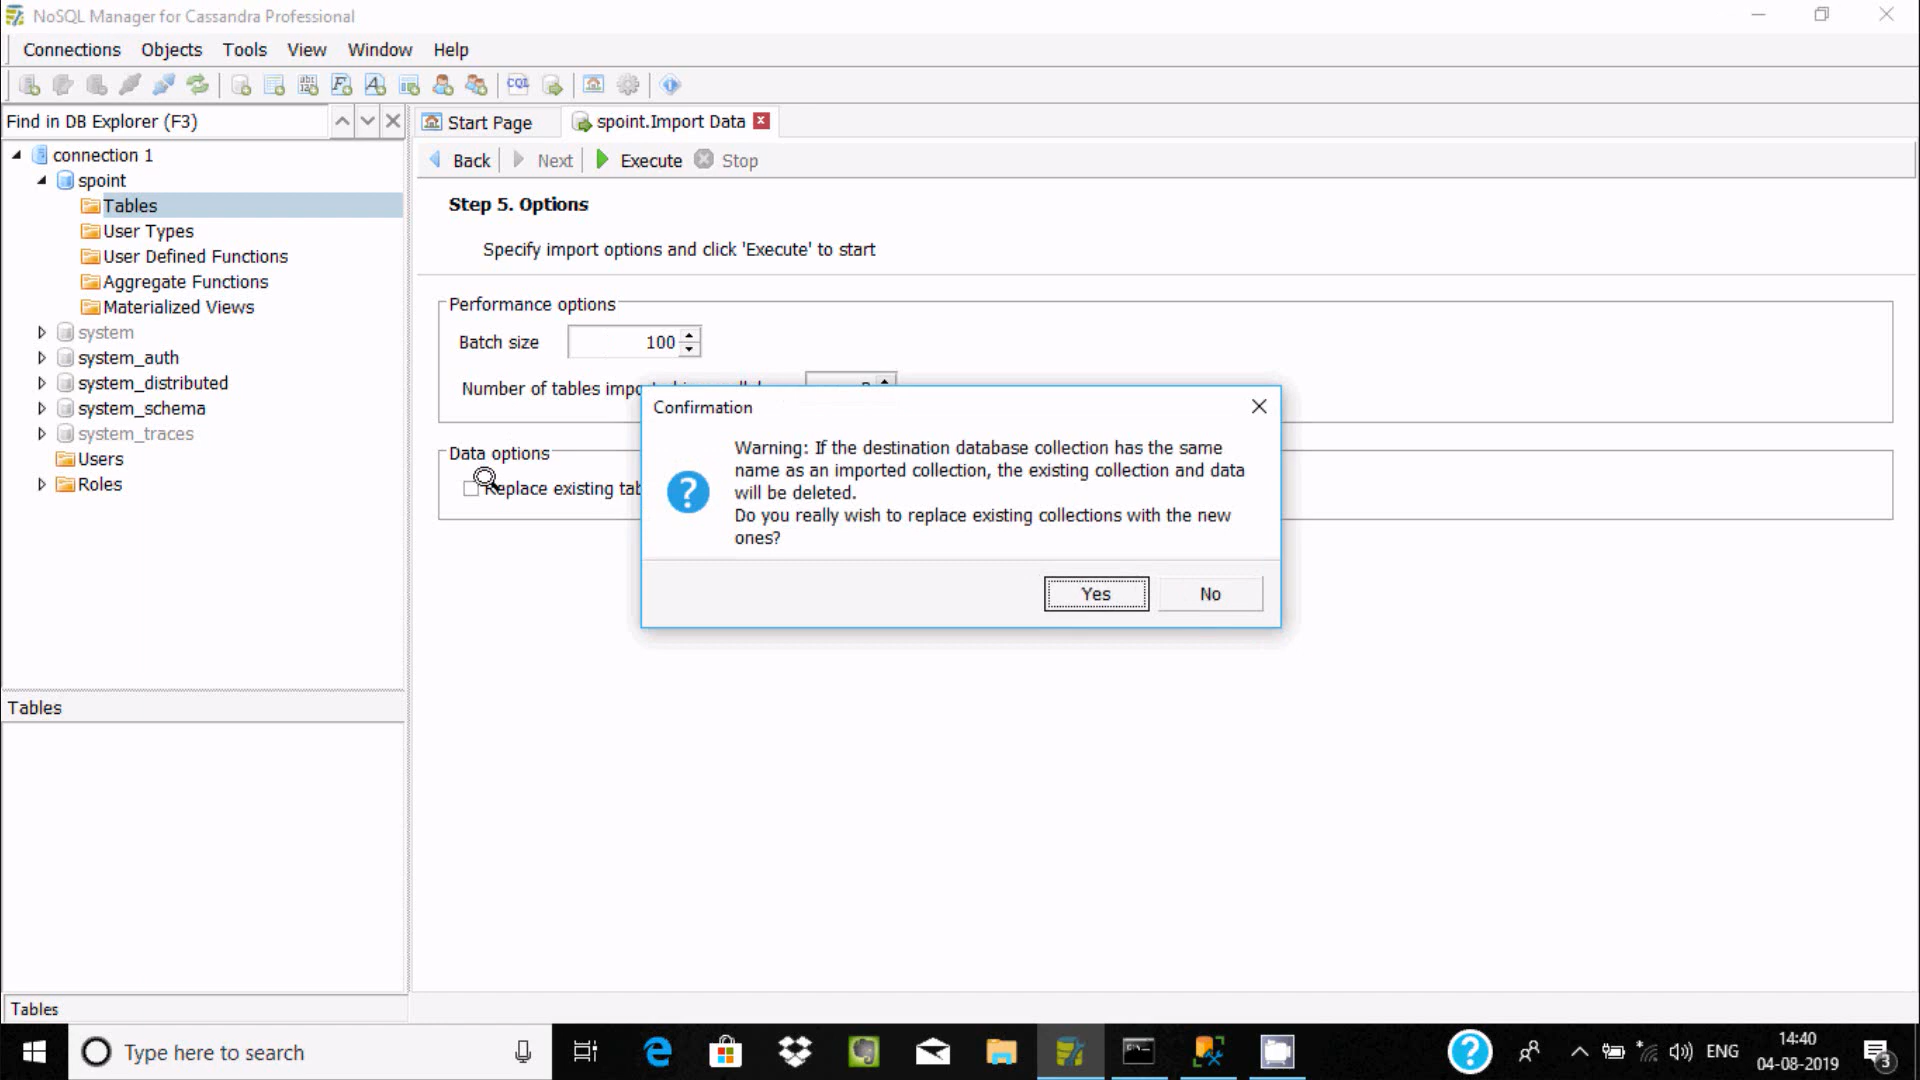 NoSQL Manager for Cassandra Professional
Connections Objects Tools View Window Help
CQL
Find in DB Explorer (F3)
Start Page
spoint.Import Data
Back Next Execute Stop
connection 1
spoint
Tables
User Types
User Defined Functions
Aggregate Functions
Materialized Views
system
system_auth
system_distributed
system_schema
system_traces
Users
Roles
Step 5. Options
Specify import options and click 'Execute' to start
Performance options
Batch size 100
Number of tables
Data options
Replace existing
Confirmation
Warning: If the destination database collection has the same
name as an imported collection, the existing collection and data
will be deleted.
Do you really wish to replace existing collections with the new
ones?
Yes No
Tables
Tables
Type here to search
ENG
14:40
04-08-2019
3